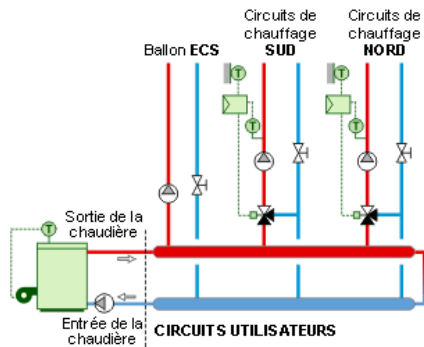 Circuits de
chauffage
SUD
Circuits de
chauffage
NORD
Ballon ECS
T
T
T
T
T
Sortie de la
chaudière
Entrée de la
chaudière
CIRCUITS UTILISATEURS